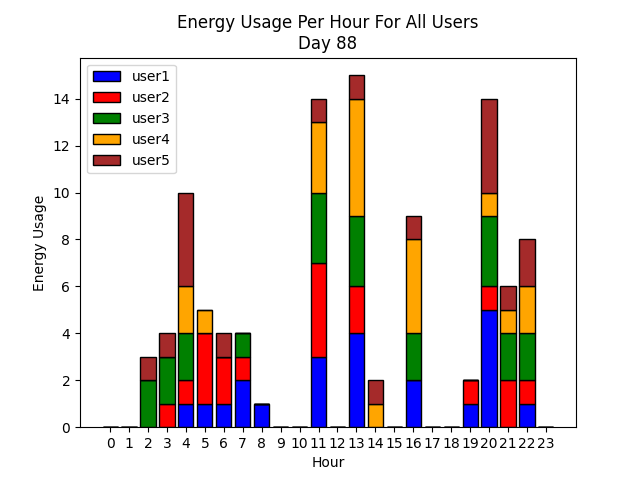 Energy Usage Per Hour For All Users
Day 88
user1
user2
user3
user4
user5
14
12
10
8
6
4
2
0
Energy Usage
0 1 2 3 4 5 6 7 8 9 10 11 12 13 14 15 16 17 18 19 20 21 22 23
Hour